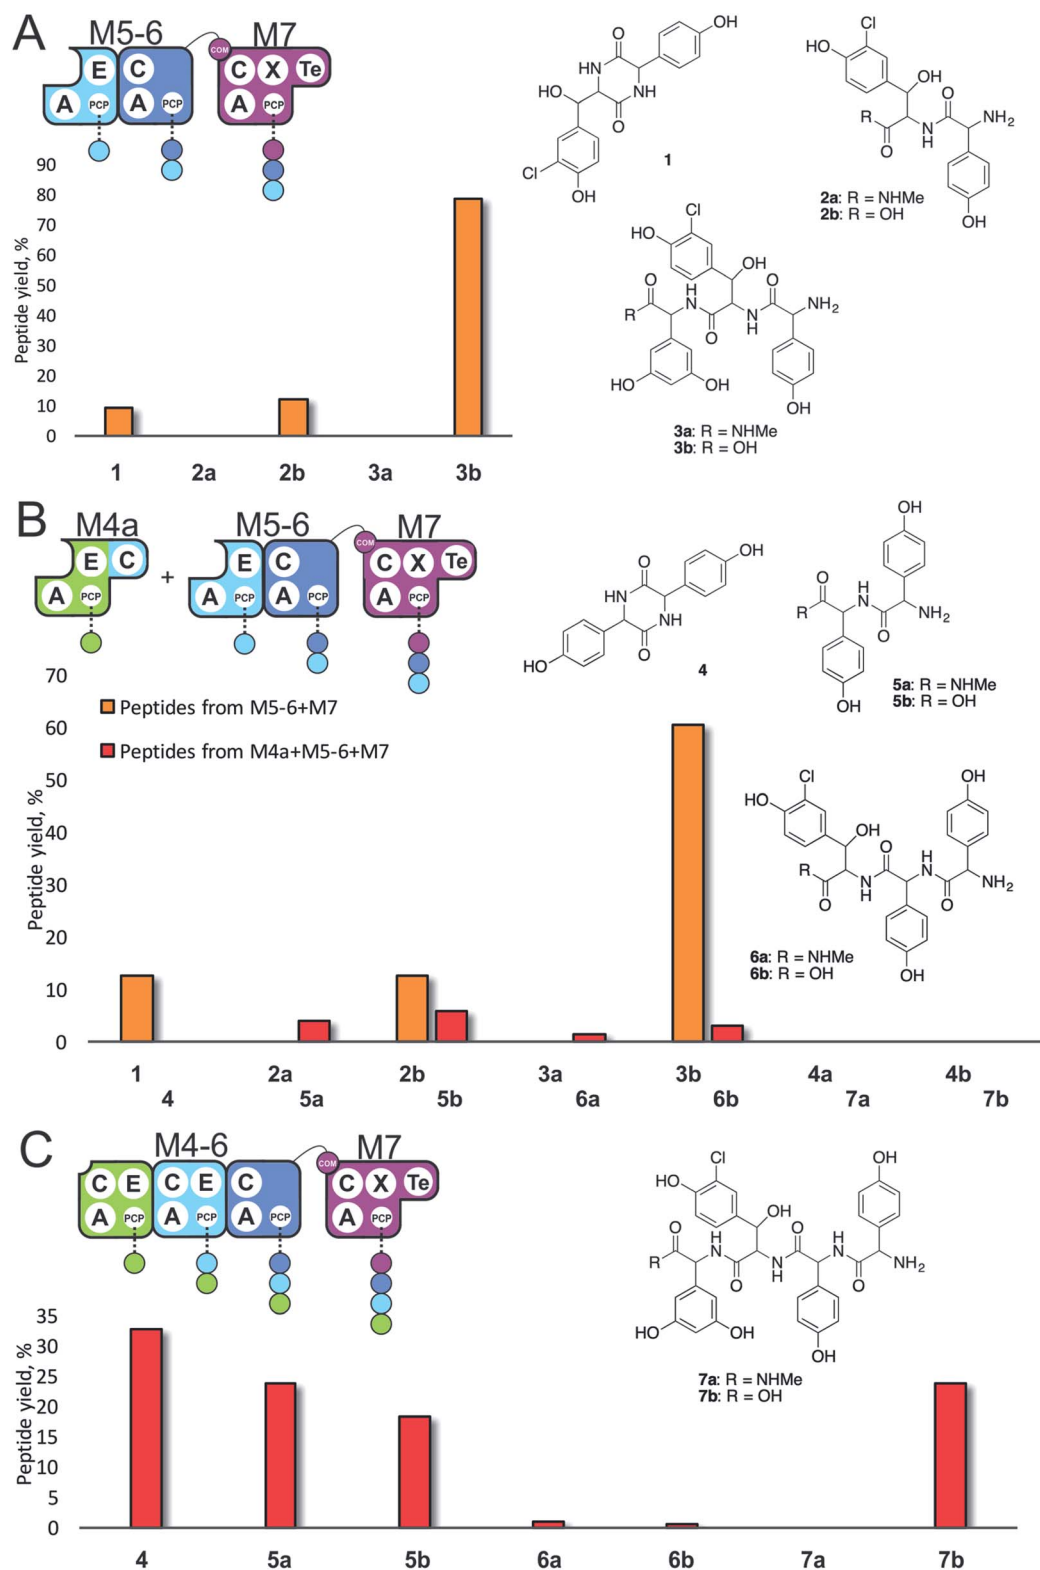 A
M5-6 M7
COM
E C C X Te
A PCP A PCP A PCP
Peptide yield, %
90
80
70
60
50
40
30
20
10
0
1 2a 2b 3a 3b
OH
O
HN
HO
NH
O
Cl
OH
1
Cl
HO
OH
R
O
N
H
O
NH2
OH
2a: R = NHMe
2b: R = OH
Cl
HO
OH
O
R
H
N
O
N
H
O
NH2
HO
OH
OH
3a: R = NHMe
3b: R = OH
B
M4a M5-6 M7
COM
E C + E C C X Te
A PCP A PCP A PCP A PCP
Peptides from M5-6+M7
Peptides from M4a+M5-6+M7
Peptide yield, %
70
60
50
40
30
20
10
0
1 2a 2b 3a 3b 4a 4b
4 5a 5b 6a 6b 7a 7b
OH
O
HN
NH
O
HO
4
OH
O
R
H
N
O
NH2
OH
5a: R = NHMe
5b: R = OH
Cl
HO
OH
OH
R
O
N
H
O
H
N
O
NH2
OH
6a: R = NHMe
6b: R = OH
C
M4-6 M7
COM
C E C E C C X Te
A PCP A PCP A PCP A PCP
Peptide yield, %
35
30
25
20
15
10
5
0
4 5a 5b 6a 6b 7a 7b
Cl
HO
OH
OH
O
R
H
N
O
N
H
O
H
N
O
NH2
HO
OH
OH
7a: R = NHMe
7b: R = OH